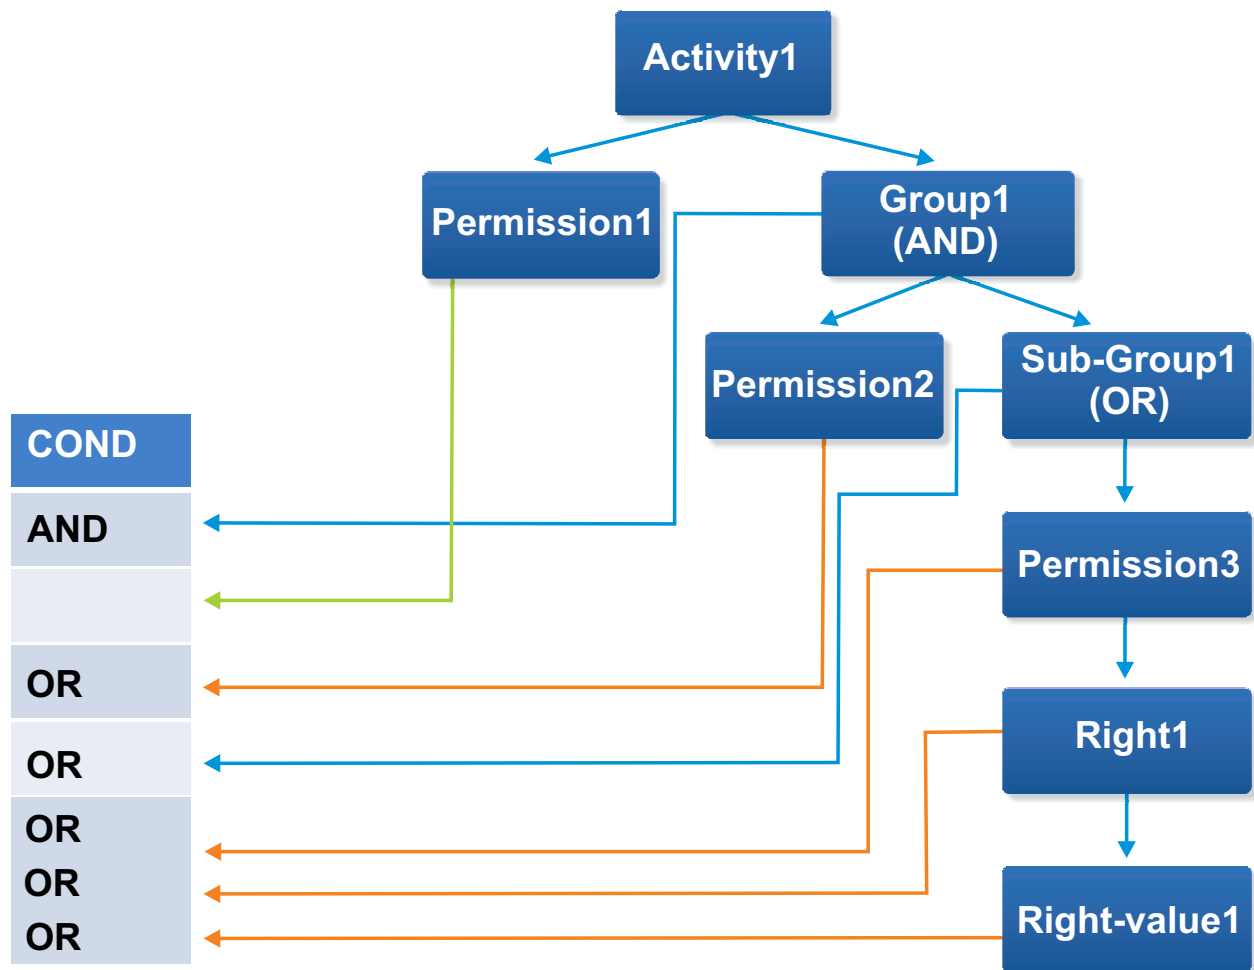 Activity1
Permission1
Group1
(AND)
Permission2
Sub-Group1
(OR)
COND
AND
Permission3
OR
Right1
OR
OR
OR
Right-value1
OR